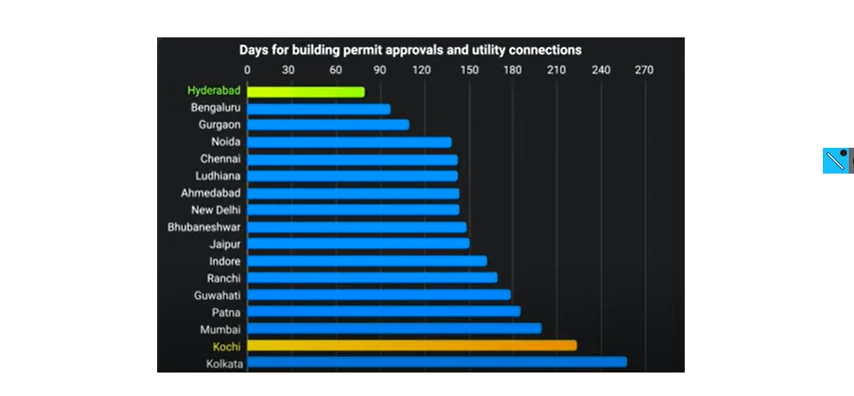 Days for building permit approvals and utility connections
0 30 60 90 120 150 180 210 240 270
Hyderabad
Bengaluru
Gurgaon
Noida
Chennai
Ludhiana
Ahmedabad
New Delhi
Bhubaneshwar
Jaipur
Indore
Ranchi
Guwahati
Patna
Mumbai
Kochi
Kolkata